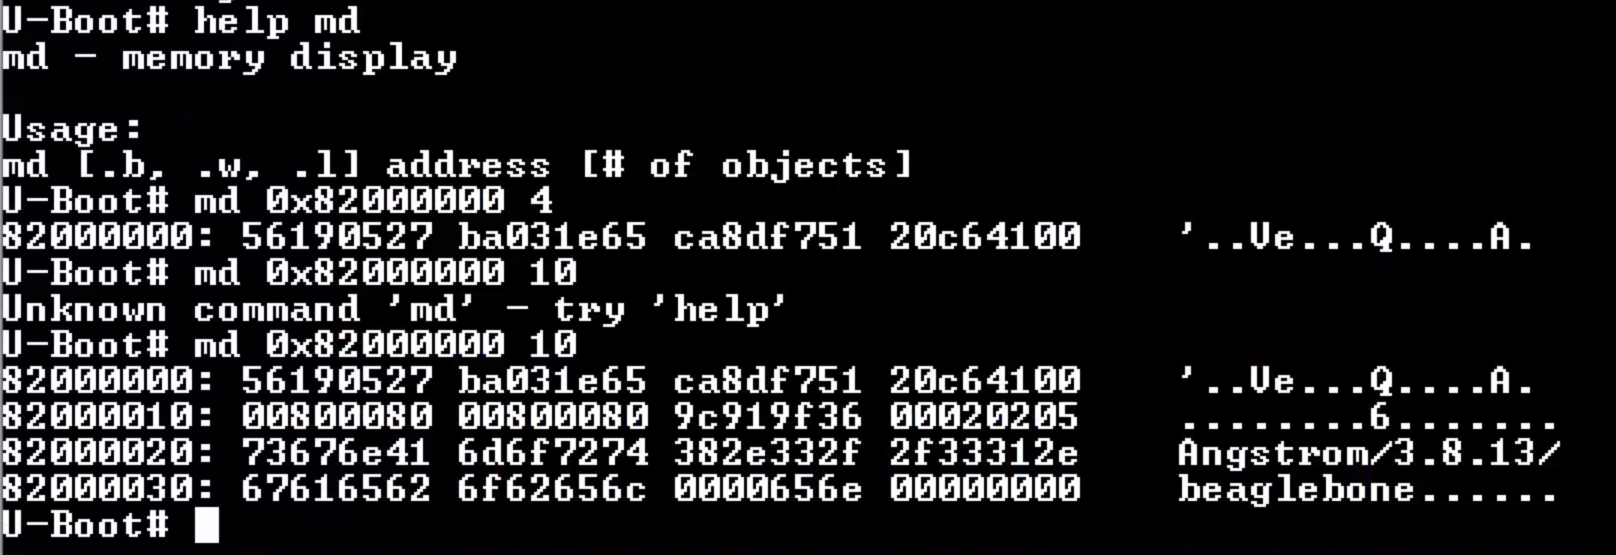 U-Boot# help md
md - memory display
Usage:
md [.b, .w, .l] address [# of objects]
U-Boot# md 0x82000000 4
82000000: 56190527 ba031e65 ca8df751 20c64100    '..Ve...Q....A.
U-Boot# md 0x82000000 10
Unknown command 'md' - try 'help'
U-Boot# md 0x82000000 10
82000000: 56190527 ba031e65 ca8df751 20c64100    '..Ve...Q....A.
82000010: 00800080 00800080 9c919f36 00020205    ........6.......
82000020: 73676e41 6d6f7274 382e332f 2f33312e    Angstrom/3.8.13/
82000030: 67616562 6f62656c 0000656e 00000000    beaglebone......
U-Boot#